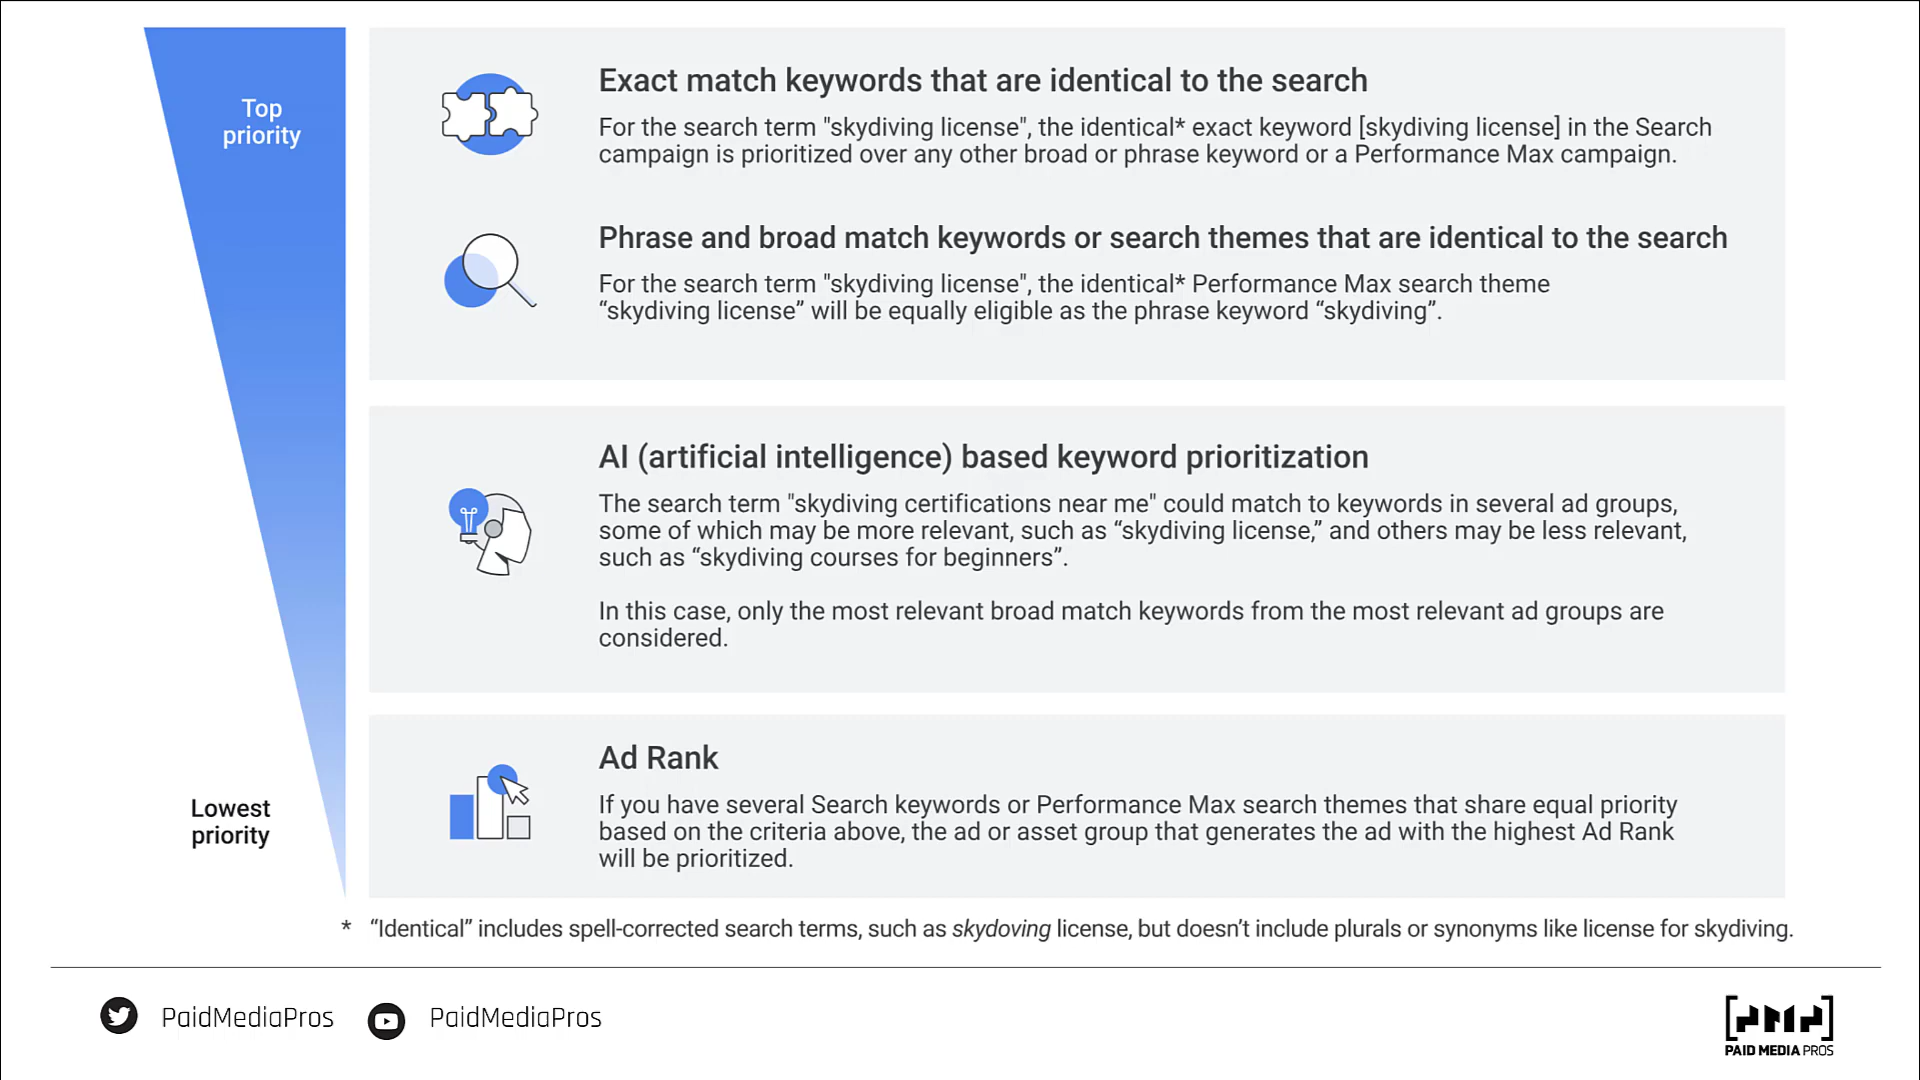 Top
priority
Exact match keywords that are identical to the search
For the search term "skydiving license", the identical* exact keyword [skydiving license] in the Search
campaign is prioritized over any other broad or phrase keyword or a Performance Max campaign.
Phrase and broad match keywords or search themes that are identical to the search
For the search term "skydiving license", the identical* Performance Max search theme
“skydiving license” will be equally eligible as the phrase keyword “skydiving”.
AI (artificial intelligence) based keyword prioritization
The search term "skydiving certifications near me" could match to keywords in several ad groups,
some of which may be more relevant, such as “skydiving license,” and others may be less relevant,
such as “skydiving courses for beginners”.
In this case, only the most relevant broad match keywords from the most relevant ad groups are
considered.
Lowest
priority
Ad Rank
If you have several Search keywords or Performance Max search themes that share equal priority
based on the criteria above, the ad or asset group that generates the ad with the highest Ad Rank
will be prioritized.
* “Identical” includes spell-corrected search terms, such as skydoving license, but doesn’t include plurals or synonyms like license for skydiving.
PaidMediaPros
PaidMediaPros
[PMP]
PAID MEDIA PROS